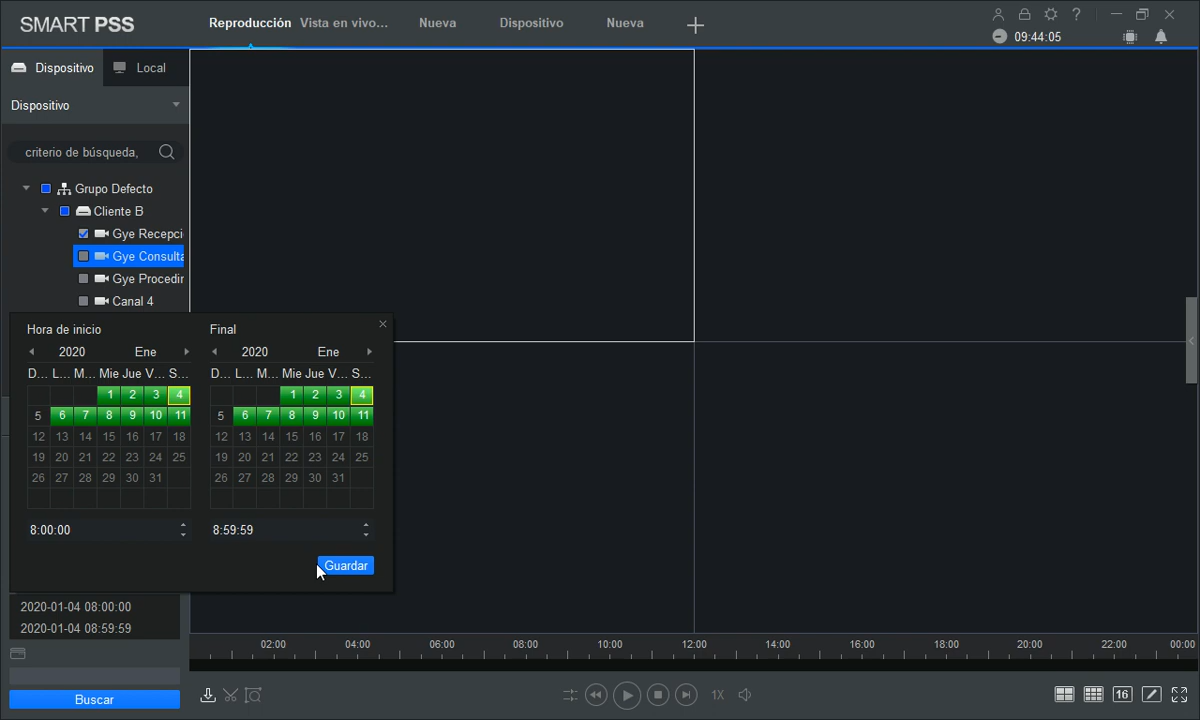 SMART PSS
Reproducción Vista en vivo... Nueva Dispositivo Nueva
09:44:05
Dispositivo Local
Dispositivo
criterio de búsqueda,
Grupo Defecto
Cliente B
Gye Recepci
Gye Consulta
Gye Procedir
Canal 4
Hora de inicio Final
2020 Ene 2020 Ene
D... L... M... Mie Jue V... S... D... L... M... Mie Jue V... S...
1 2 3 4 1 2 3 4
5 6 7 8 9 10 11 5 6 7 8 9 10 11
12 13 14 15 16 17 18 12 13 14 15 16 17 18
19 20 21 22 23 24 25 19 20 21 22 23 24 25
26 27 28 29 30 31 26 27 28 29 30 31
8:00:00 8:59:59
Guardar
2020-01-04 08:00:00
2020-01-04 08:59:59
02:00 04:00 06:00 08:00 10:00 12:00 14:00 16:00 18:00 20:00 22:00 00:00
Buscar
1X
16